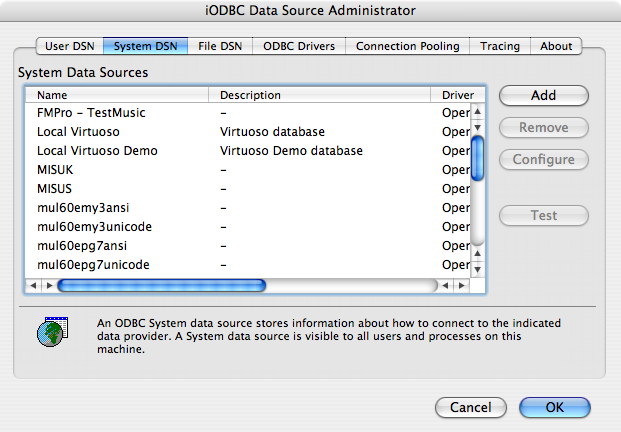 iODBC Data Source Administrator
User DSN System DSN File DSN ODBC Drivers Connection Pooling Tracing About
System Data Sources
Name Description Driver
FMPro – TestMusic – Oper
Local Virtuoso Virtuoso database Oper
Local Virtuoso Demo Virtuoso Demo database Oper
MISUK – Oper
MISUS – Oper
mul60emy3ansi – Oper
mul60emy3unicode – Oper
mul60epg7ansi – Oper
mul60epg7unicode – Oper
Add
Remove
Configure
Test
An ODBC System data source stores information about how to connect to the indicated
data provider. A System data source is visible to all users and processes on this
machine.
Cancel OK